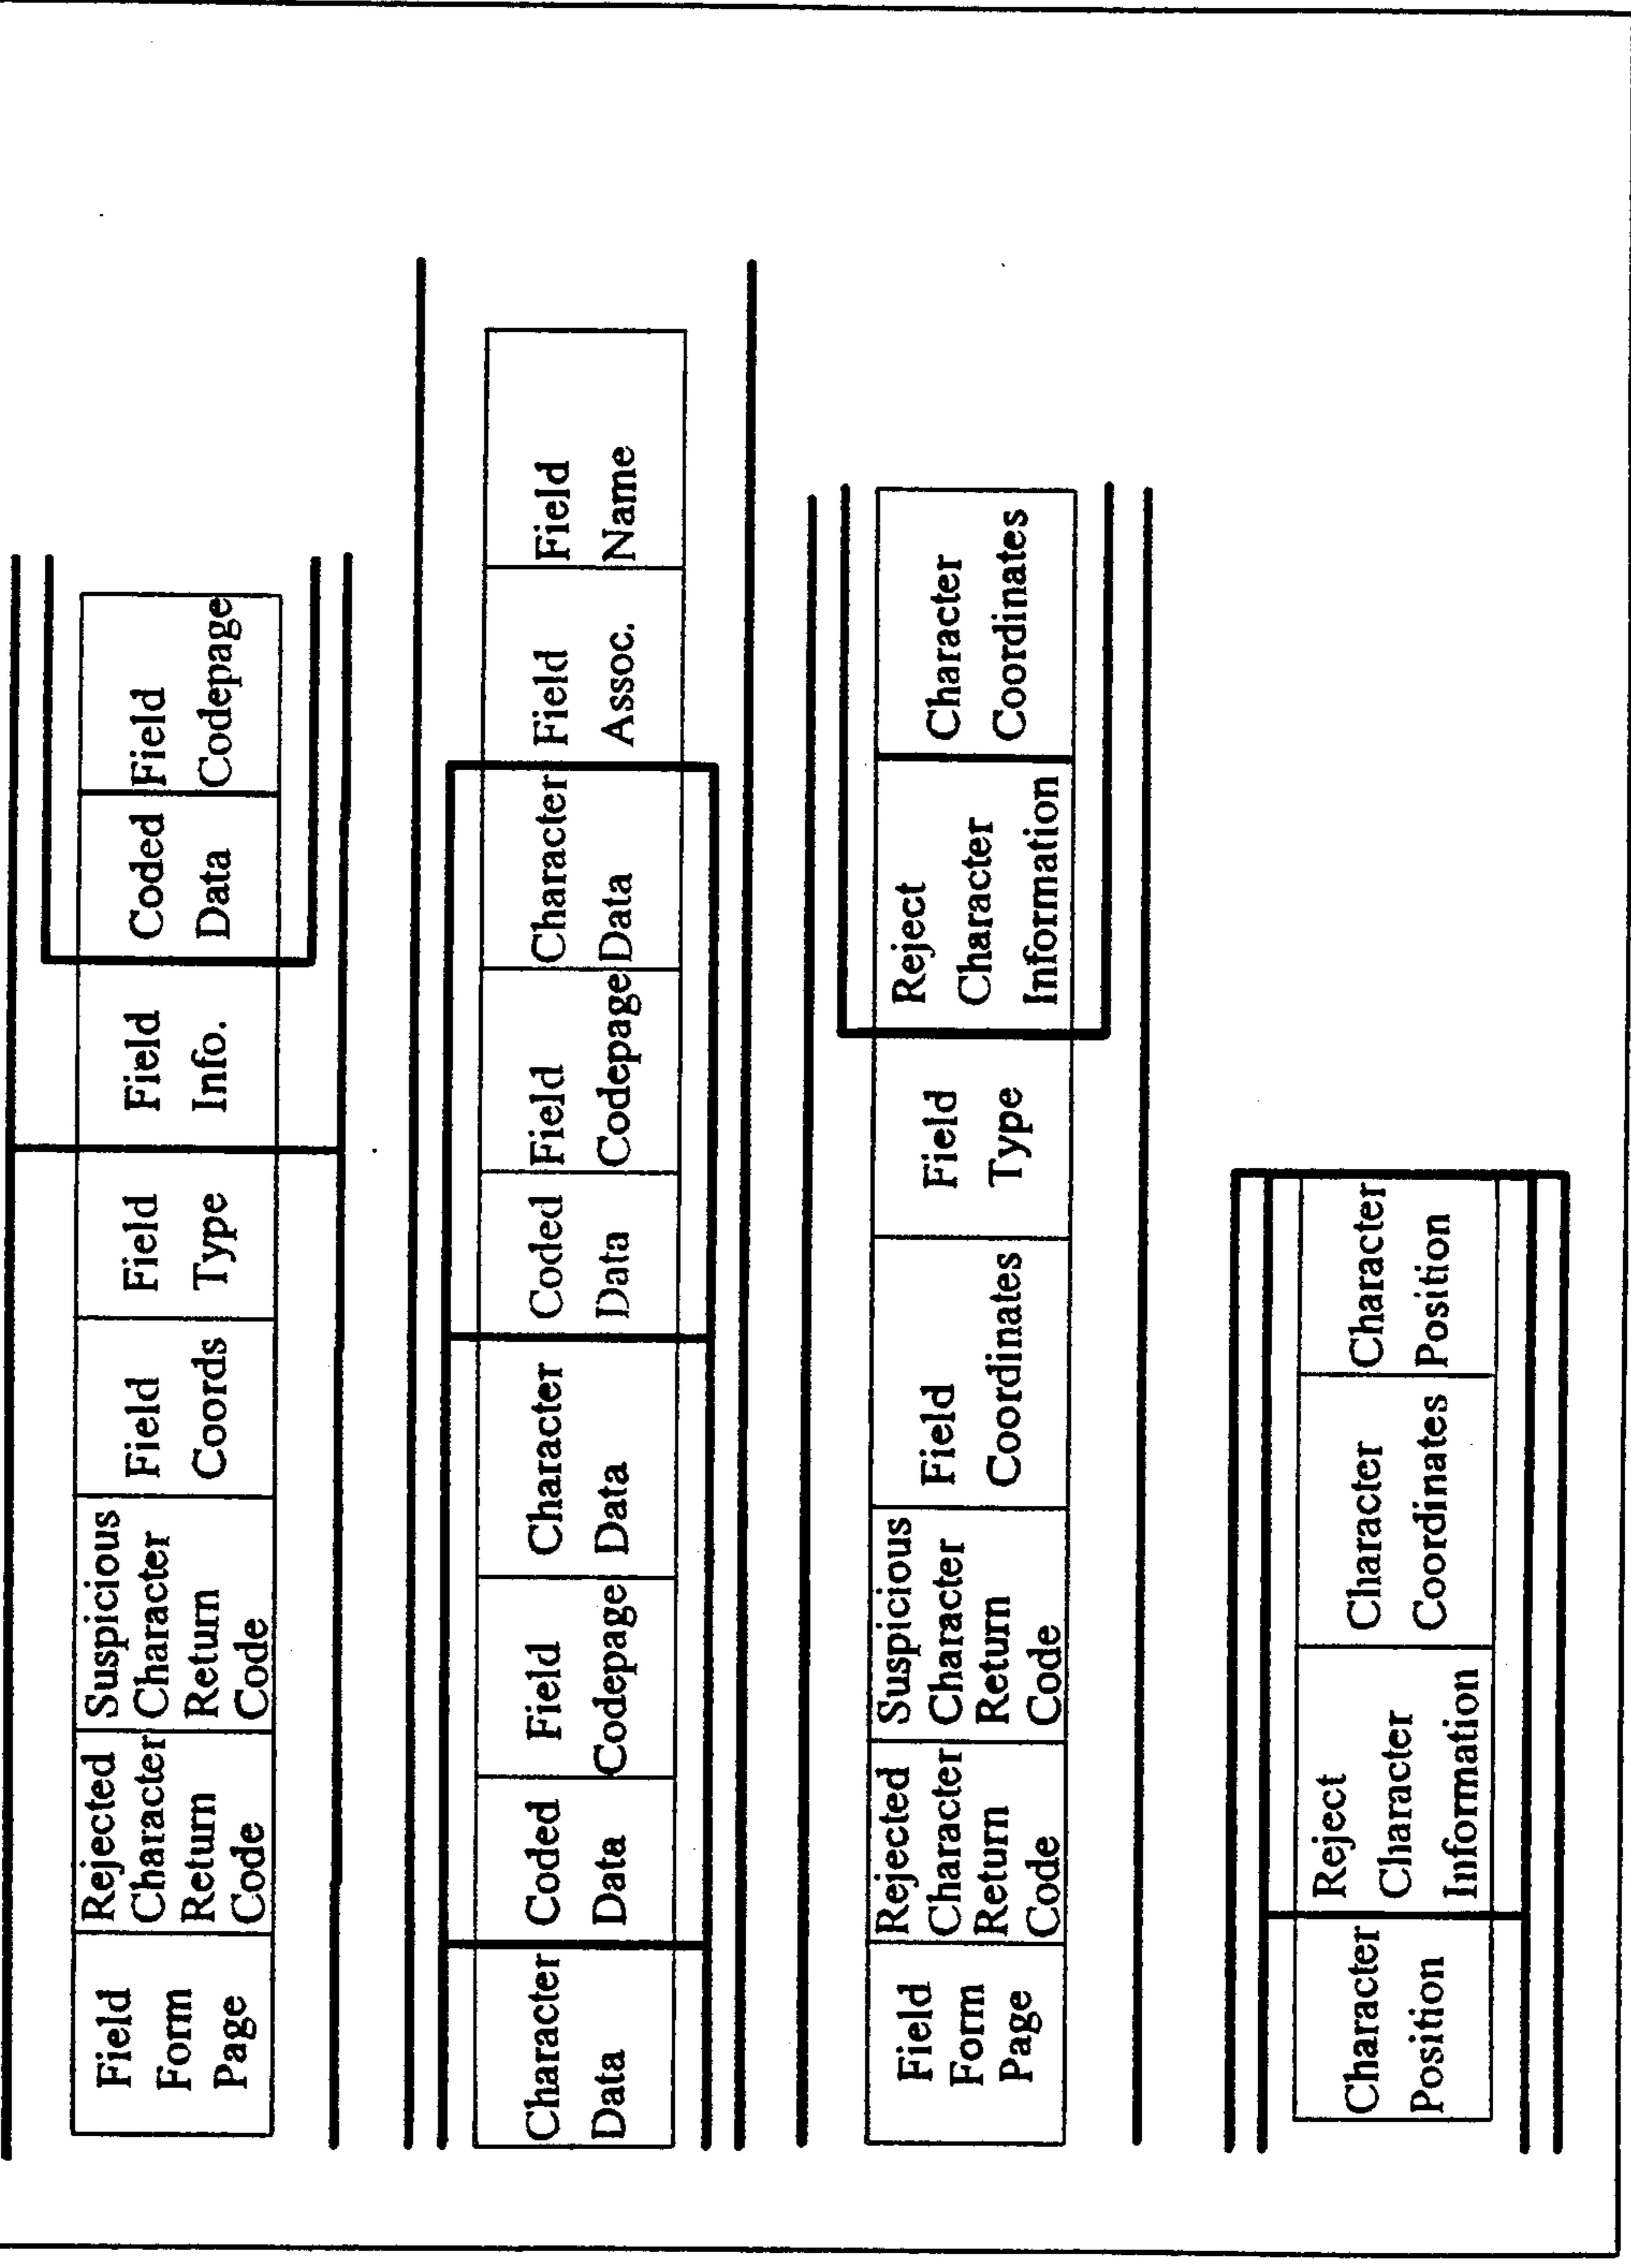 Field
Form
Page
Rejected
Character
Return
Code
Suspicious
Character
Return
Code
Field
Coords
Field
Type
Field
Info.
Coded
Data
Field
Codepage
Character
Data
Coded
Data
Field
Codepage
Character
Data
Coded
Data
Field
Codepage
Character
Data
Field
Assoc.
Field
Name
Field
Form
Page
Rejected
Character
Return
Code
Suspicious
Character
Return
Code
Field
Coordinates
Field
Type
Reject
Character
Information
Character
Coordinates
Character
Position
Reject
Character
Information
Character
Coordinates
Character
Position